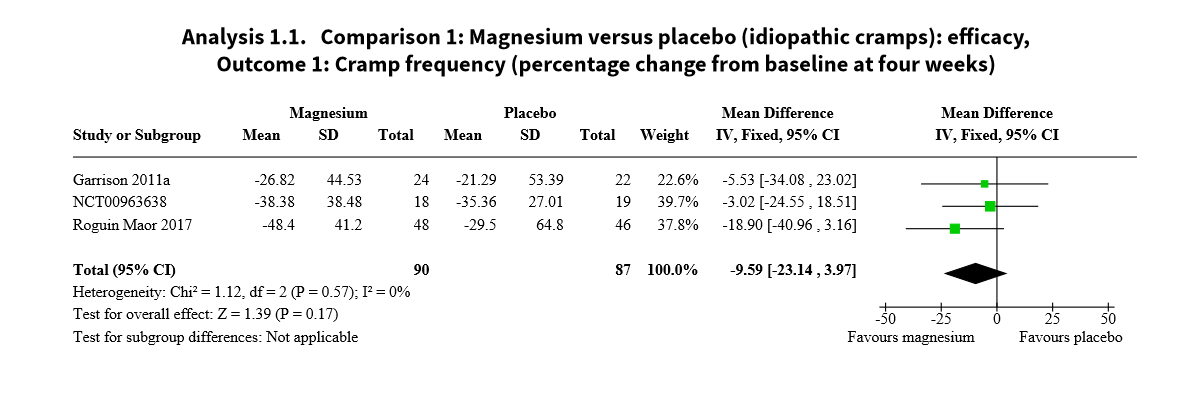 Analysis 1.1. Comparison 1: Magnesium versus placebo (idiopathic cramps): efficacy,
Outcome 1: Cramp frequency (percentage change from baseline at four weeks)
Magnesium Placebo Mean Difference Mean Difference
Study or Subgroup Mean SD Total Mean SD Total Weight IV, Fixed, 95% CI IV, Fixed, 95% CI
Garrison 2011a -26.82 44.53 24 -21.29 53.39 22 22.6% -5.53 [-34.08 , 23.02]
NCT00963638 -38.38 38.48 18 -35.36 27.01 19 39.7% -3.02 [-24.55 , 18.51]
Roguin Maor 2017 -48.4 41.2 48 -29.5 64.8 46 37.8% -18.90 [-40.96 , 3.16]
Total (95% CI) 90 87 100.0% -9.59 [-23.14 , 3.97]
Heterogeneity: Chi² = 1.12, df = 2 (P = 0.57); I² = 0%
Test for overall effect: Z = 1.39 (P = 0.17)
-50 -25 0 25 50
Test for subgroup differences: Not applicable Favours magnesium Favours placebo